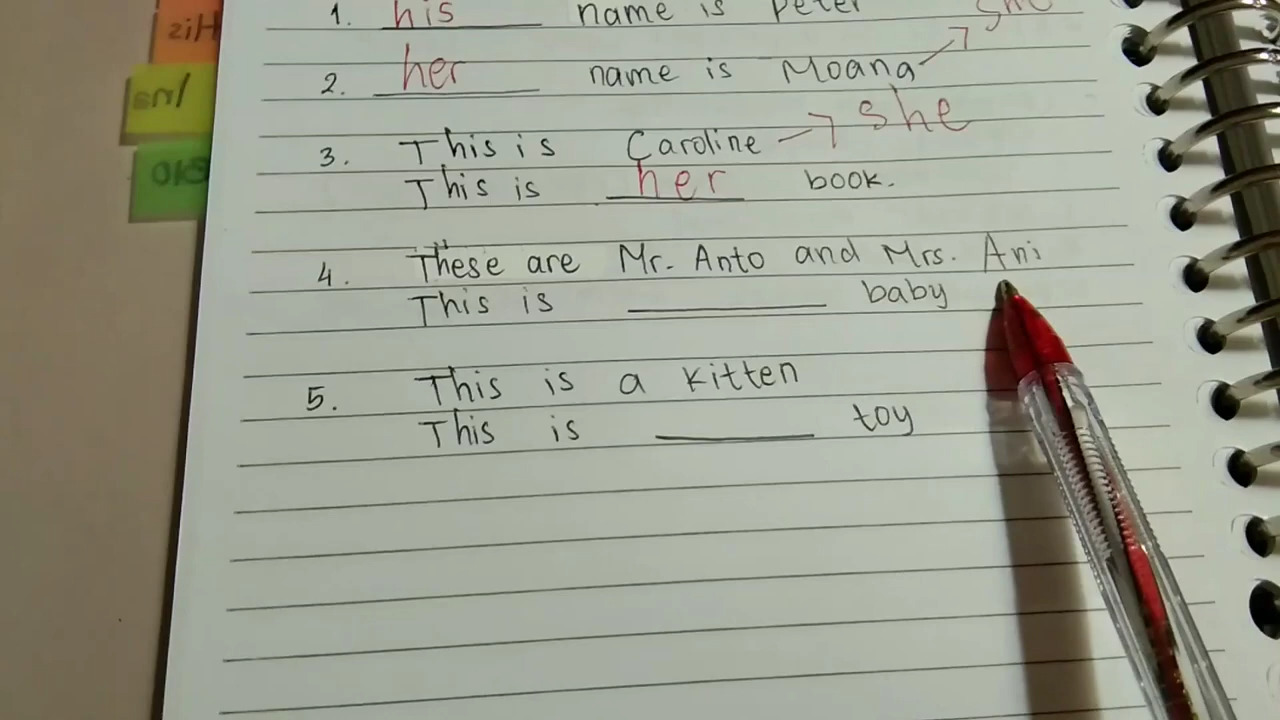 1. his name is Peter she
2. her name is Moana
3. This is Caroline she
This is her book.
4. These are Mr. Anto and Mrs. Ani
This is ________ baby
5. This is a kitten
This is ________ toy